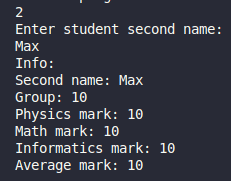 2
Enter student second name:
Max
Info:
Second name: Max
Group: 10
Physics mark: 10
Math mark: 10
Informatics mark: 10
Average mark: 10